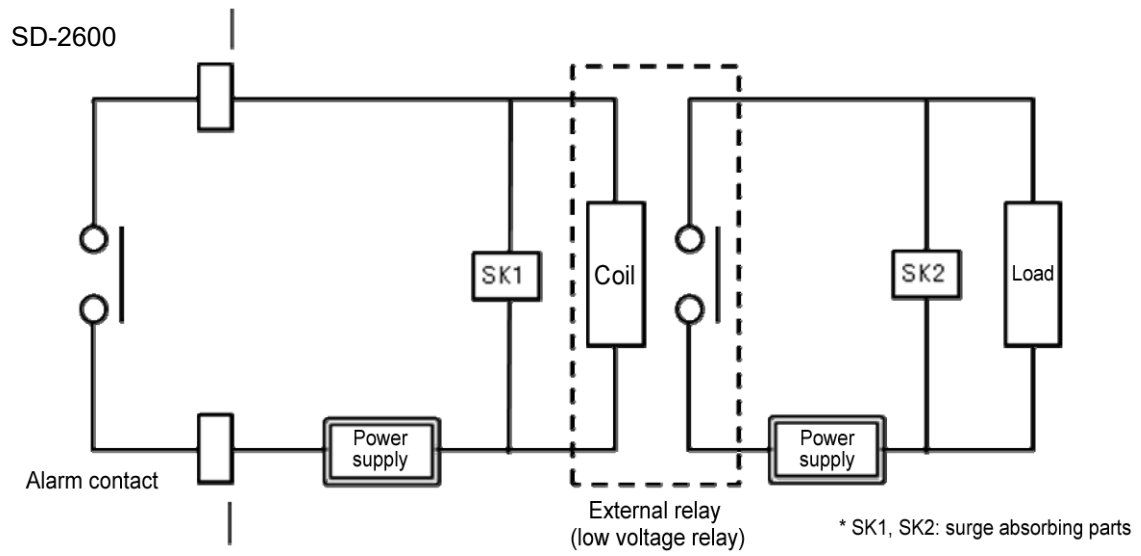 SD-2600
SK1
Coil
SK2
Load
Power
supply
Power
supply
Alarm contact
External relay
(low voltage relay)
* SK1, SK2: surge absorbing parts